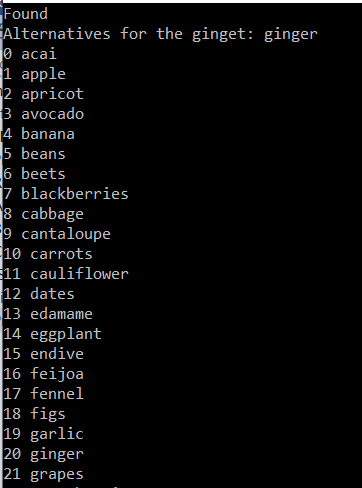 Found
Alternatives for the ginget: ginger
0 acai
1 apple
2 apricot
3 avocado
4 banana
5 beans
6 beets
7 blackberries
8 cabbage
9 cantaloupe
10 carrots
11 cauliflower
12 dates
13 edamame
14 eggplant
15 endive
16 feijoa
17 fennel
18 figs
19 garlic
20 ginger
21 grapes